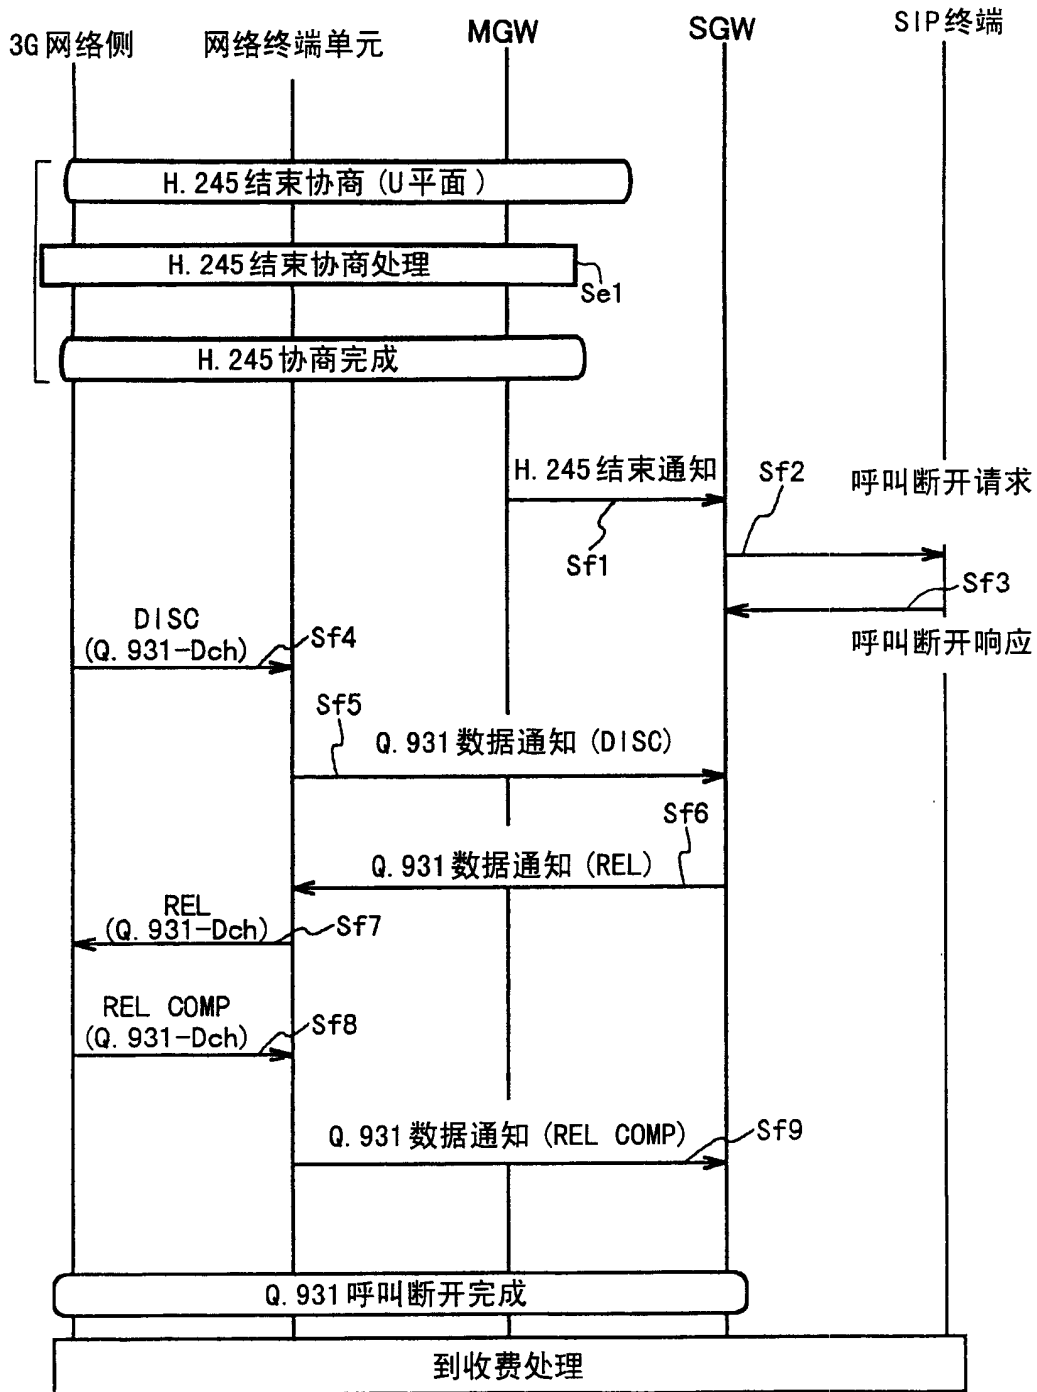 3G网络侧
网络终端单元
MGW
SGW
SIP终端
H.245结束协商(U平面)
H.245结束协商处理
Se1
H.245协商完成
H.245结束通知
Sf1
Sf2
呼叫断开请求
Sf3
呼叫断开响应
DISC
(Q.931-Dch)
Sf4
Sf5
Q.931数据通知(DISC)
Sf6
Q.931数据通知(REL)
REL
(Q.931-Dch)
Sf7
REL COMP
(Q.931-Dch)
Sf8
Q.931数据通知(REL COMP)
Sf9
Q.931呼叫断开完成
到收费处理